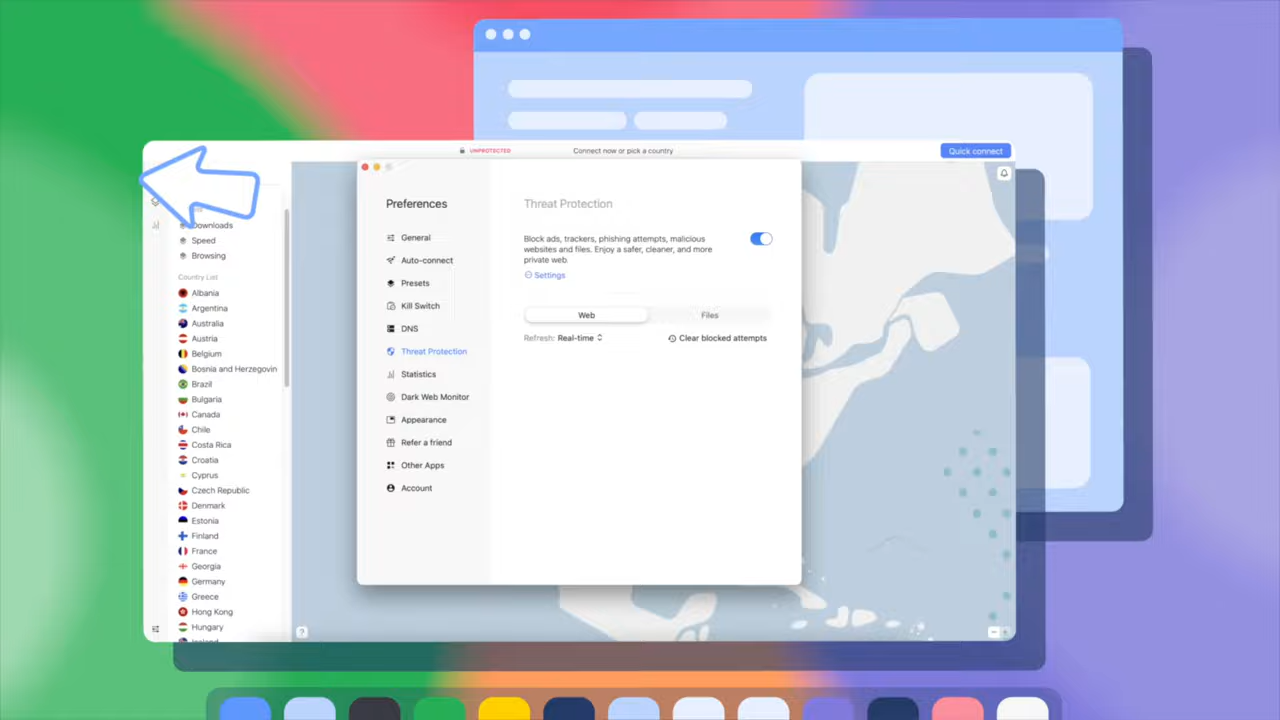 UNPROTECTED
Connect now or pick a country
Quick connect
Downloads
Speed
Browsing
Country List
Albania
Argentina
Australia
Austria
Belgium
Bosnia and Herzegovin
Brazil
Bulgaria
Canada
Chile
Costa Rica
Croatia
Cyprus
Czech Republic
Denmark
Estonia
Finland
France
Georgia
Germany
Greece
Hong Kong
Hungary
Preferences
General
Auto-connect
Presets
Kill Switch
DNS
Threat Protection
Statistics
Dark Web Monitor
Appearance
Refer a friend
Other Apps
Account
Threat Protection
Block ads, trackers, phishing attempts, malicious
websites and files. Enjoy a safer, cleaner, and more
private web.
Settings
Web
Files
Refresh: Real-time
Clear blocked attempts
?